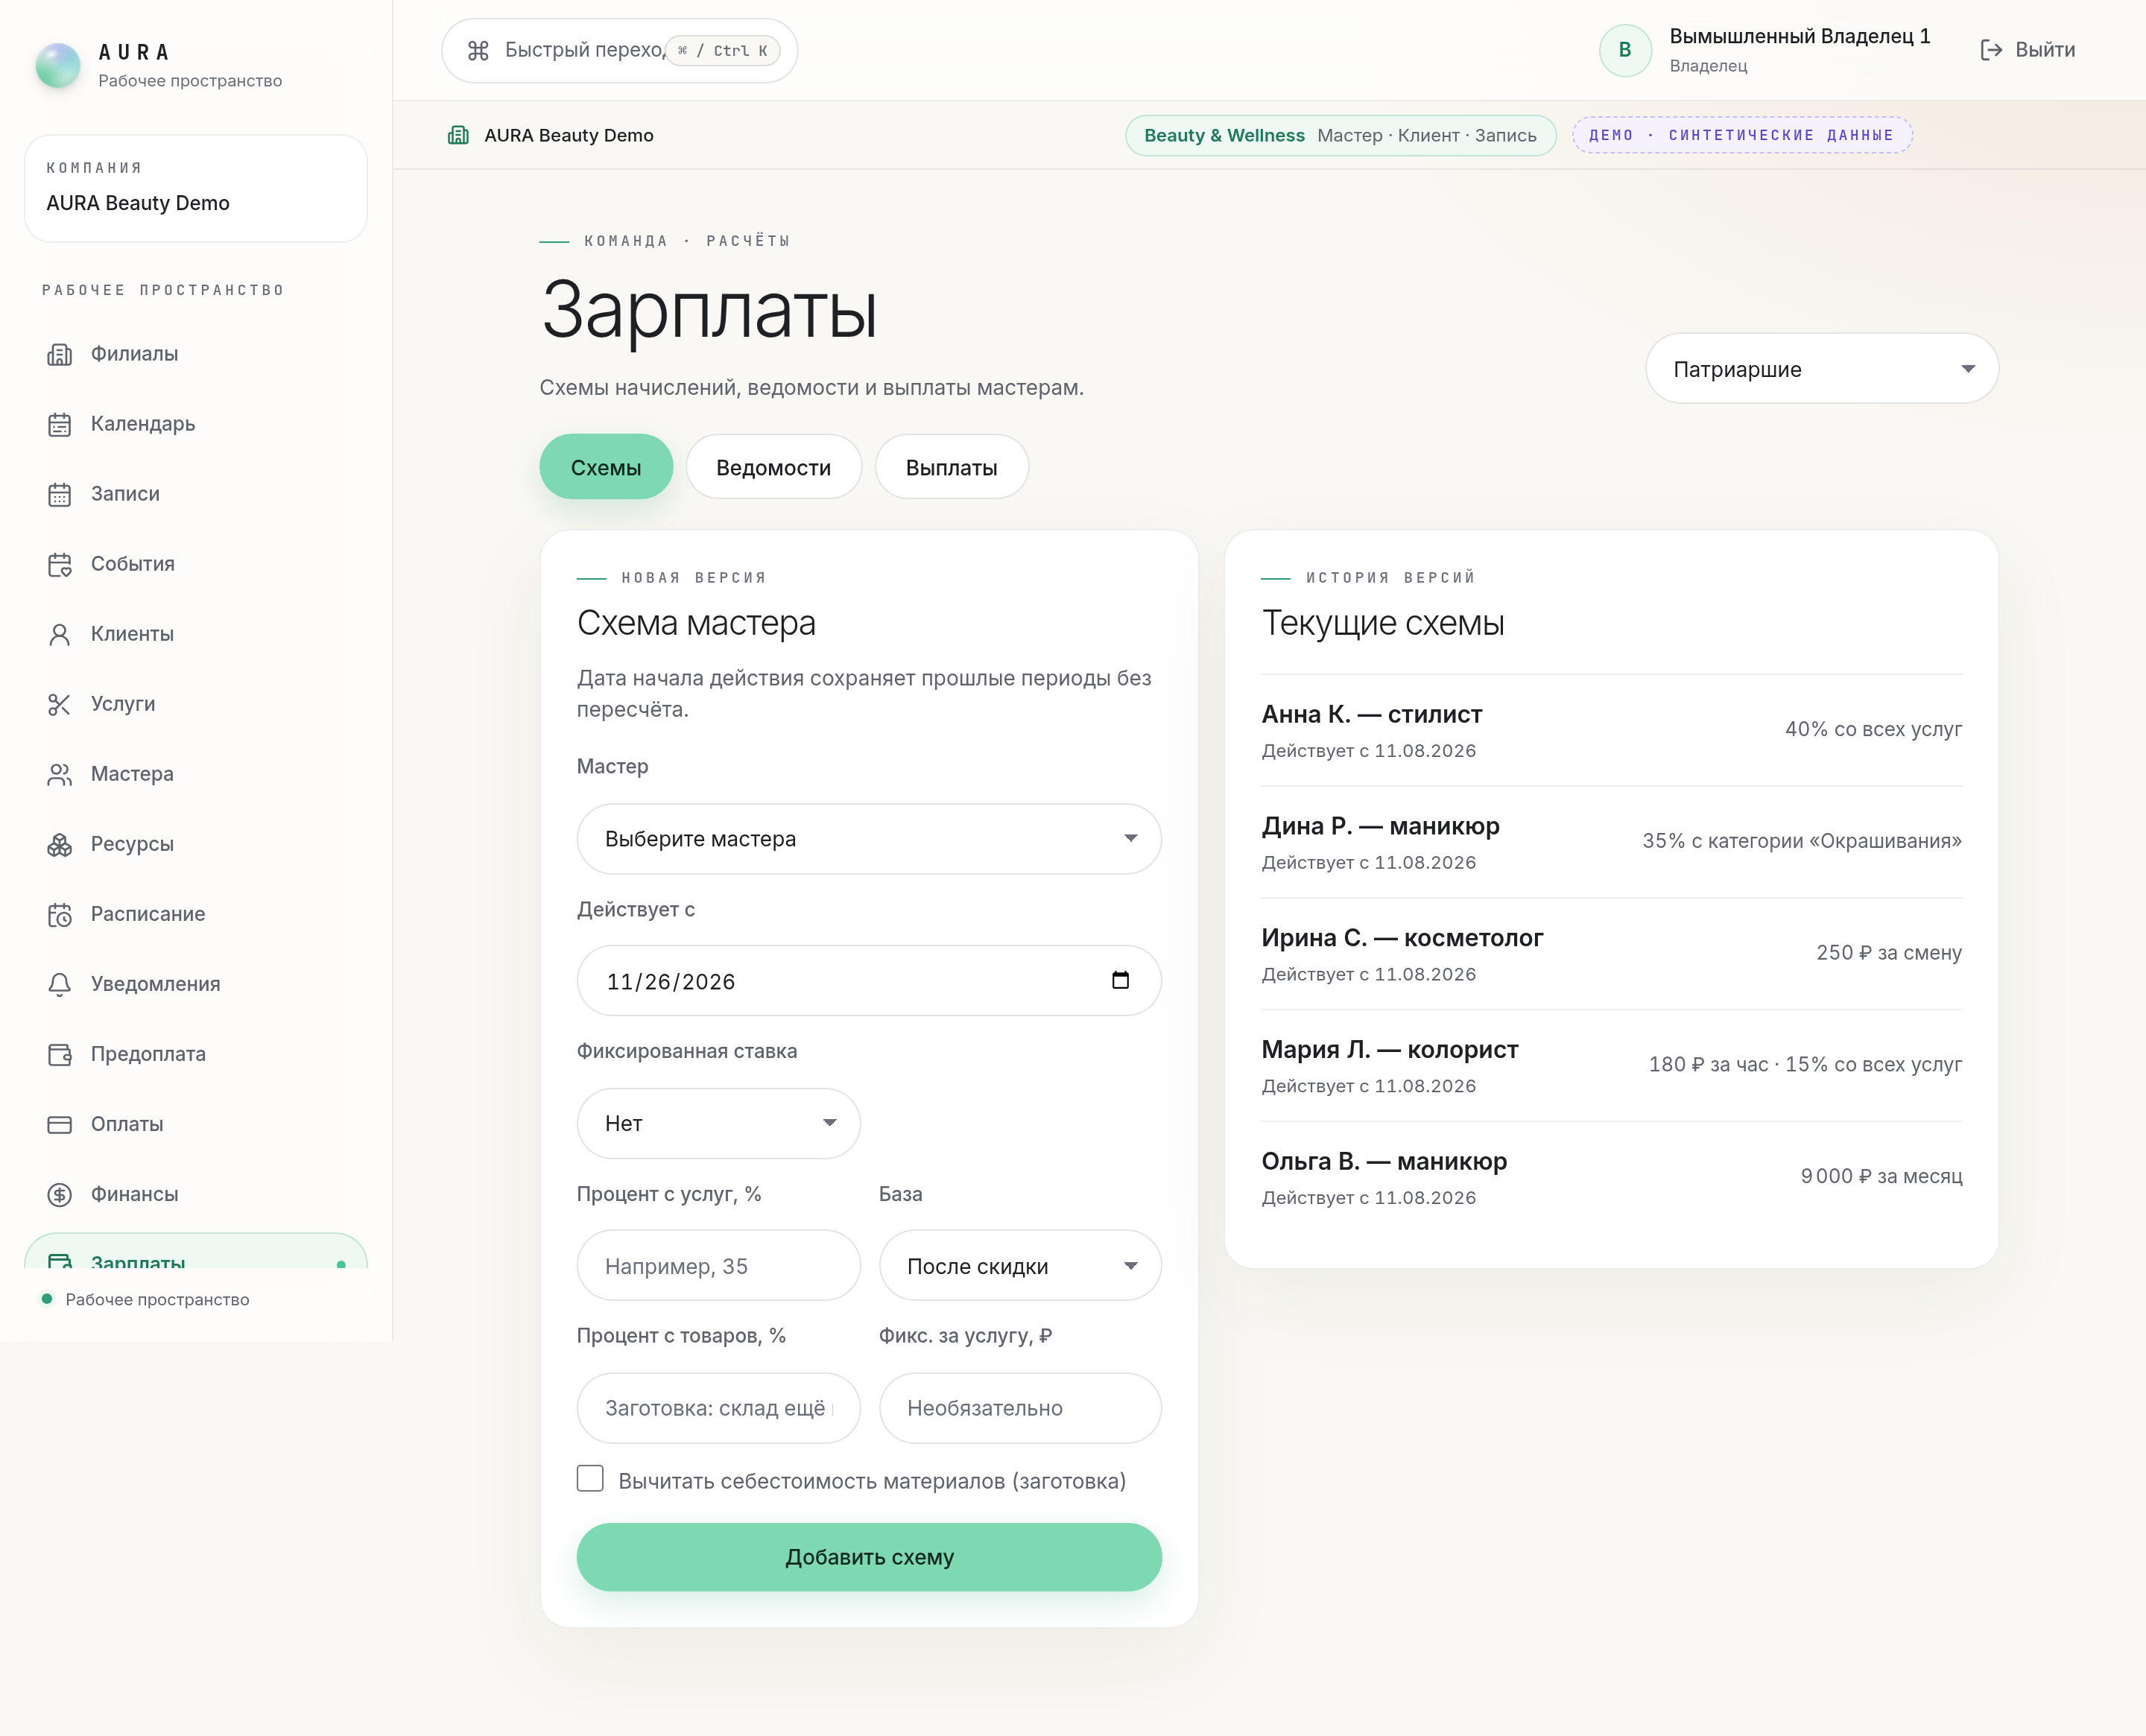 AURA
Рабочее пространство
КОМПАНИЯ
AURA Beauty Demo
РАБОЧЕЕ ПРОСТРАНСТВО
Филиалы
Календарь
Записи
События
Клиенты
Услуги
Мастера
Ресурсы
Расписание
Уведомления
Предоплата
Оплаты
Финансы
Зарплаты
Рабочее пространство
Быстрый переход
⌘ / Ctrl K
В
Вымышленный Владелец 1
Владелец
Выйти
AURA Beauty Demo
Beauty & Wellness Мастер · Клиент · Запись
ДЕМО · СИНТЕТИЧЕСКИЕ ДАННЫЕ
КОМАНДА · РАСЧЁТЫ
Зарплаты
Схемы начислений, ведомости и выплаты мастерам.
Патриаршие
Схемы
Ведомости
Выплаты
НОВАЯ ВЕРСИЯ
Схема мастера
Дата начала действия сохраняет прошлые периоды без
пересчёта.
Мастер
Выберите мастера
Действует с
11/26/2026
Фиксированная ставка
Нет
Процент с услуг, %
База
Например, 35
После скидки
Процент с товаров, %
Фикс. за услугу, ₽
Заготовка: склад ещё
Необязательно
Вычитать себестоимость материалов (заготовка)
Добавить схему
ИСТОРИЯ ВЕРСИЙ
Текущие схемы
Анна К. — стилист
Действует с 11.08.2026
40% со всех услуг
Дина Р. — маникюр
Действует с 11.08.2026
35% с категории «Окрашивания»
Ирина С. — косметолог
Действует с 11.08.2026
250 ₽ за смену
Мария Л. — колорист
Действует с 11.08.2026
180 ₽ за час · 15% со всех услуг
Ольга В. — маникюр
Действует с 11.08.2026
9 000 ₽ за месяц